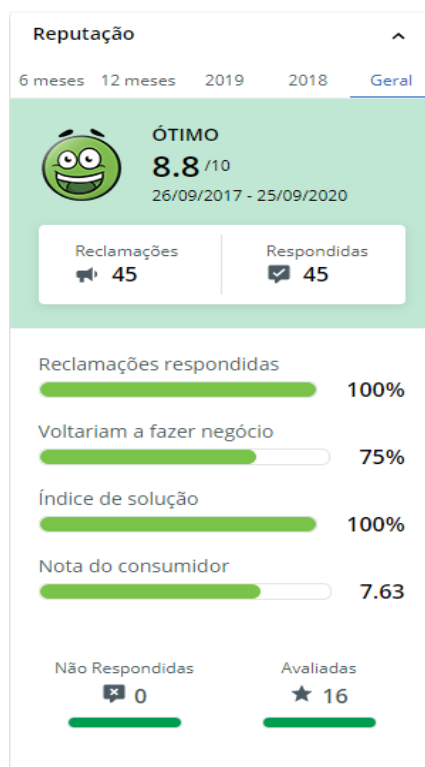 Reputação
6 meses 12 meses 2019 2018 Geral
ÓTIMO
8.8 /10
26/09/2017 - 25/09/2020
Reclamações Respondidas
45 45
Reclamações respondidas
100%
Voltariam a fazer negócio
75%
Índice de solução
100%
Nota do consumidor
7.63
Não Respondidas Avaliadas
0 16